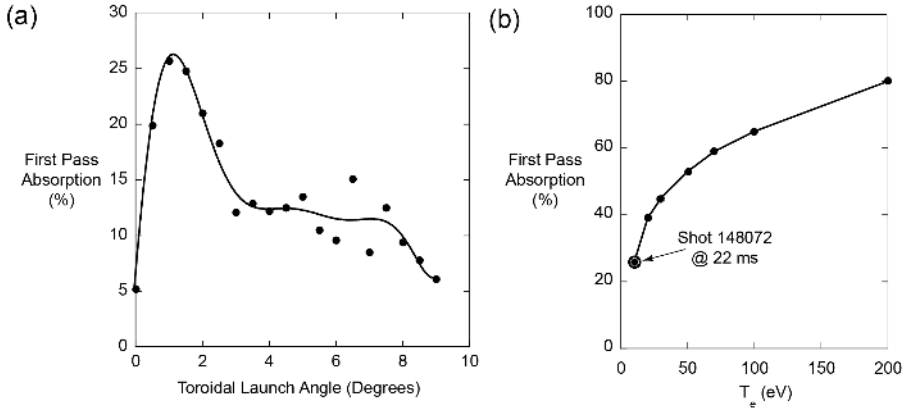 (a)
30
25
20
15
10
5
0
First Pass
Absorption
(%)
0 2 4 6 8 10
Toroidal Launch Angle (Degrees)
(b)
100
80
60
40
20
0
First Pass
Absorption
(%)
Shot 148072
@ 22 ms
0 50 100 150 200
T_e (eV)